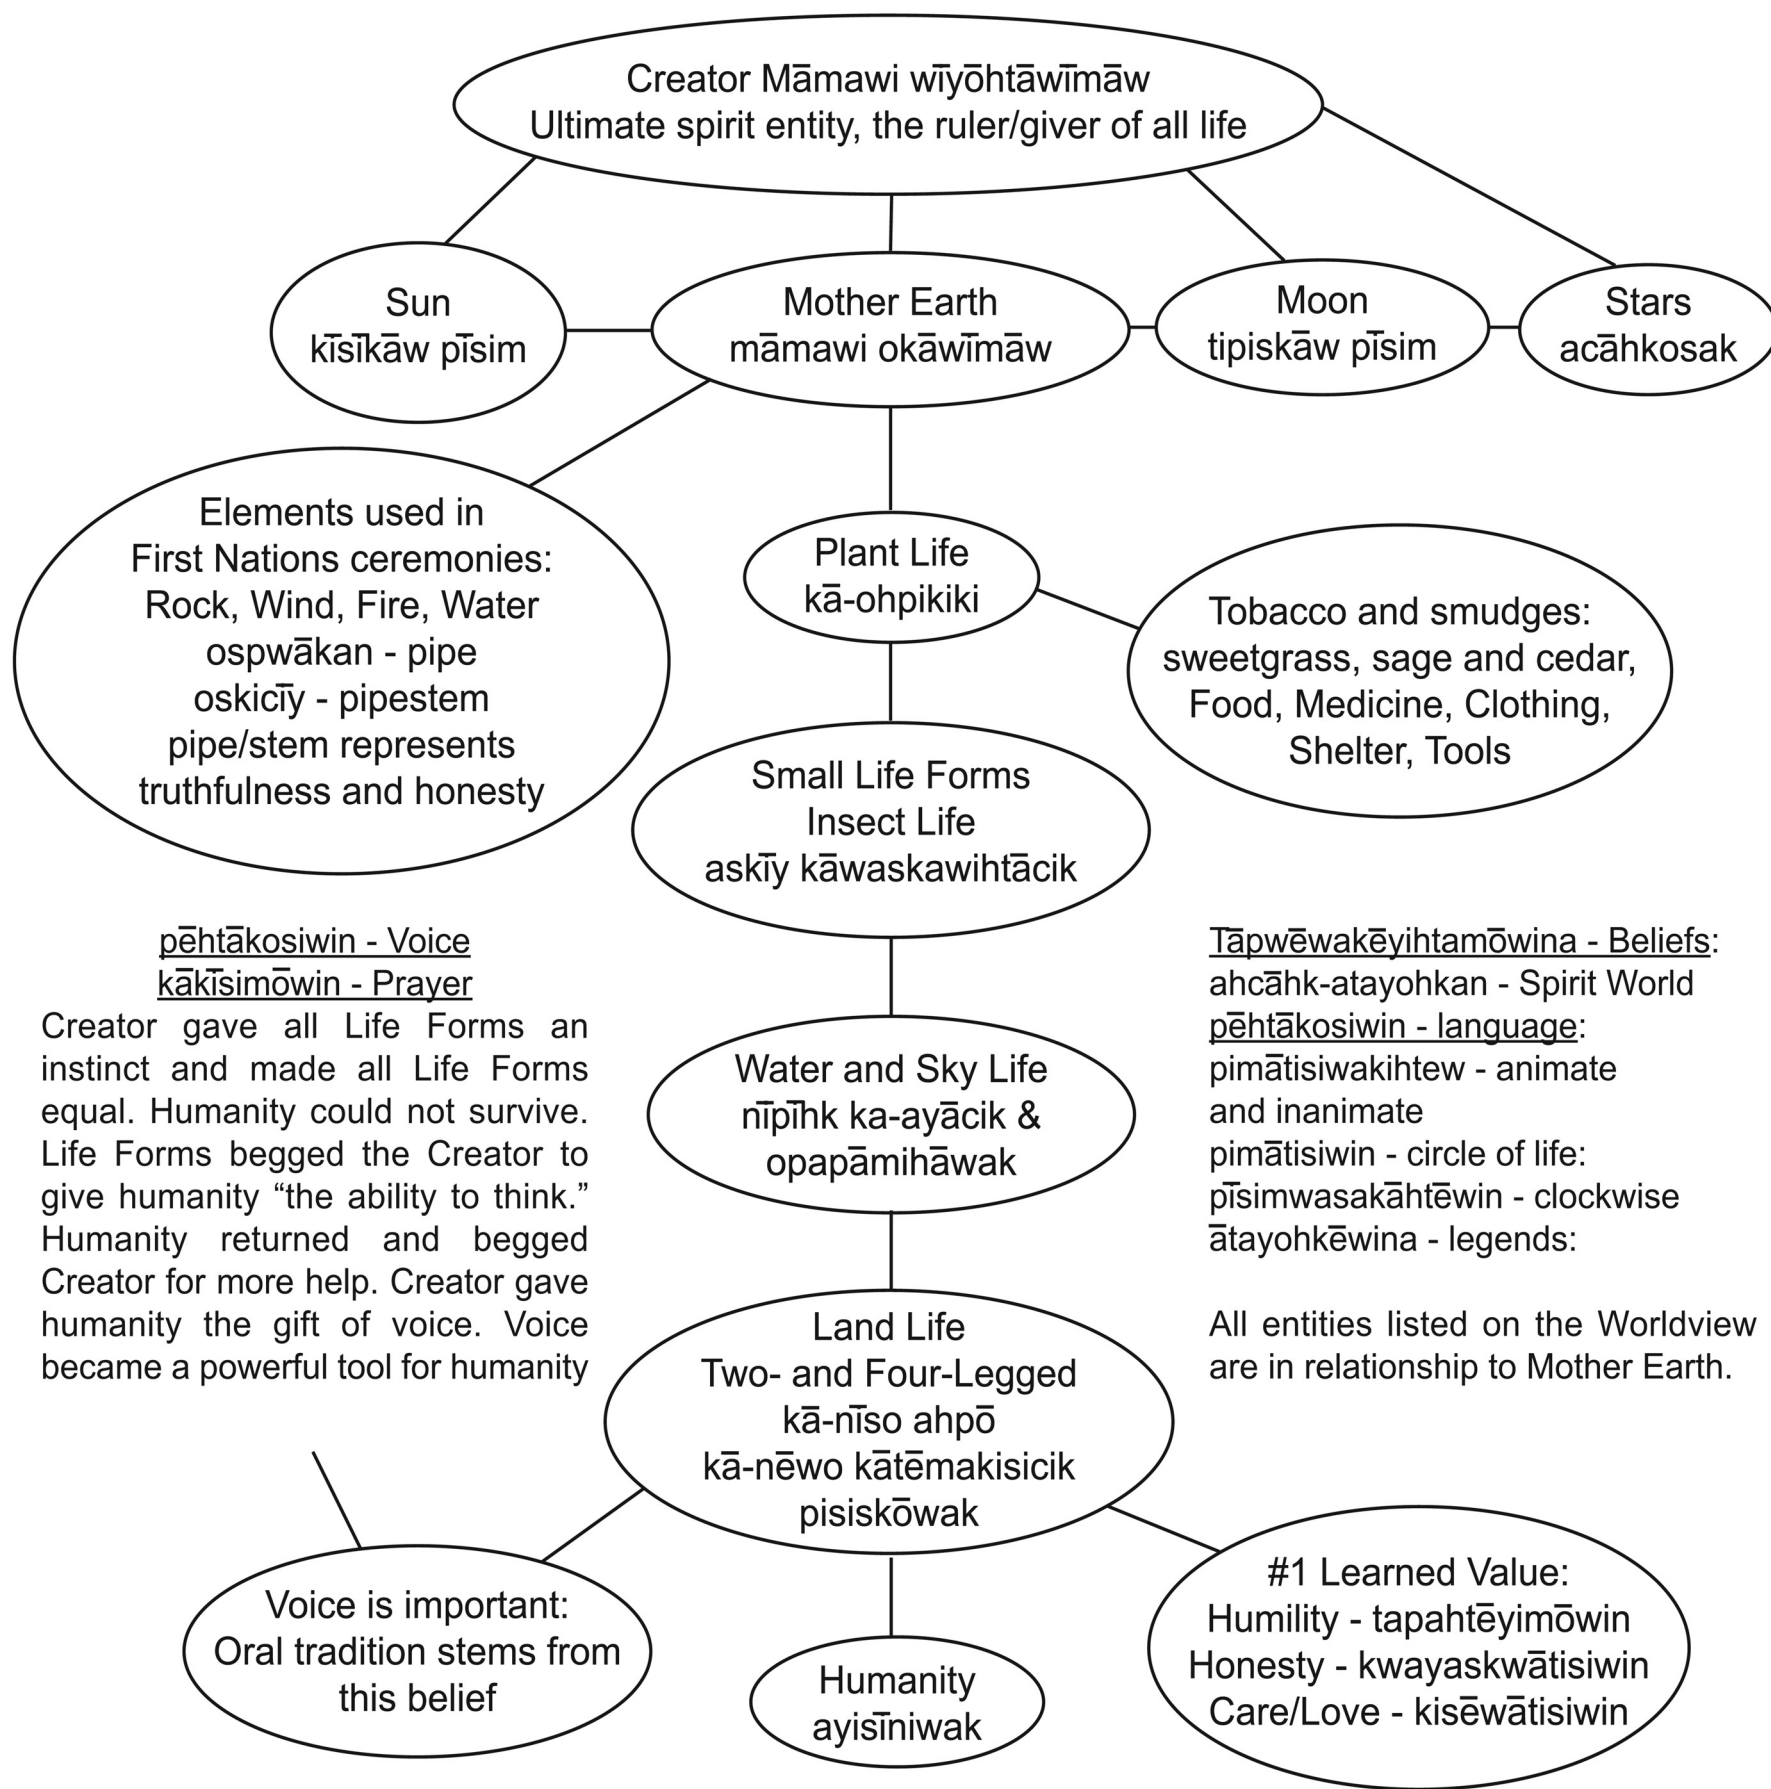 Creator Māmawi wīyōhtāwīmāw
Ultimate spirit entity, the ruler/giver of all life
Sun
kīsīkāw pīsim
Mother Earth
māmawi okāwīmāw
Moon
tipiskāw pīsim
Stars
acāhkosak
Elements used in
First Nations ceremonies:
Rock, Wind, Fire, Water
ospwākan - pipe
oskicīy - pipestem
pipe/stem represents
truthfulness and honesty
Plant Life
kā-ohpikiki
Tobacco and smudges:
sweetgrass, sage and cedar,
Food, Medicine, Clothing,
Shelter, Tools
Small Life Forms
Insect Life
askīy kāwaskawihtācik
pēhtākosiwin - Voice
kākīsimōwin - Prayer
Creator gave all Life Forms an
instinct and made all Life Forms
equal. Humanity could not survive.
Life Forms begged the Creator to
give humanity “the ability to think.”
Humanity returned and begged
Creator for more help. Creator gave
humanity the gift of voice. Voice
became a powerful tool for humanity
Water and Sky Life
nīpīhk ka-ayācik &
opapāmihāwak
Tāpwēwakēyihtamōwina - Beliefs:
ahcāhk-atayohkan - Spirit World
pēhtākosiwin - language:
pimātisiwakihtew - animate
and inanimate
pimātisiwin - circle of life:
pīsimwasakāhtēwin - clockwise
ātayohkēwina - legends:
All entities listed on the Worldview
are in relationship to Mother Earth.
Land Life
Two- and Four-Legged
kā-nīso ahpō
kā-nēwo kātēmakisicik
pisiskōwak
Voice is important:
Oral tradition stems from
this belief
Humanity
ayisīniwak
#1 Learned Value:
Humility - tapahtēyimōwin
Honesty - kwayaskwātisiwin
Care/Love - kisēwātisiwin